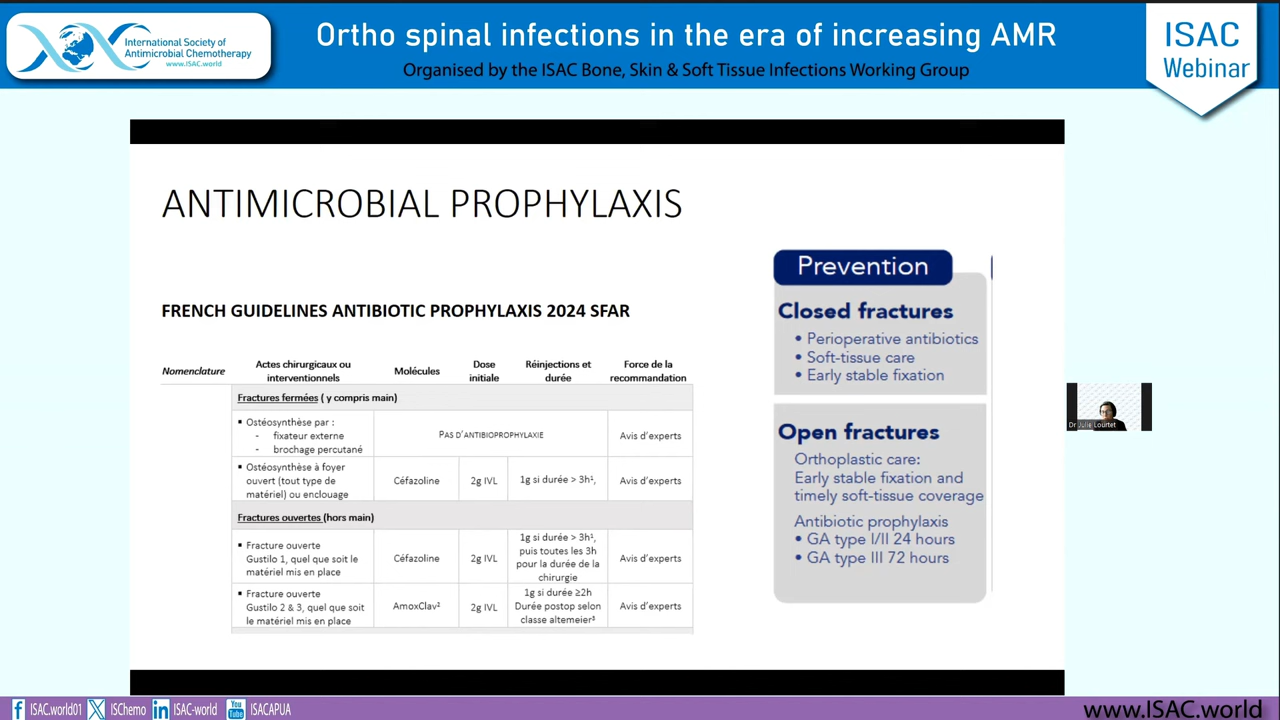 International Society of
Antimicrobial Chemotherapy
www.ISAC.world
Ortho spinal infections in the era of increasing AMR
Organised by the ISAC Bone, Skin & Soft Tissue Infections Working Group
ISAC
Webinar
ANTIMICROBIAL PROPHYLAXIS
FRENCH GUIDELINES ANTIBIOTIC PROPHYLAXIS 2024 SFAR
Nomenclature
Actes chirurgicaux ou
interventionnels
Molécules
Dose
initiale
Réinjections et
durée
Force de la
recommandation
Fractures fermées ( y compris main)
▪ Ostéosynthèse par :
- fixateur externe
- brochage percutané
PAS D'ANTIBIOPROPHYLAXIE
Avis d'experts
▪ Ostéosynthèse à foyer
ouvert (tout type de
matériel) ou enclouage
Céfazoline
2g IVL
1g si durée > 3h¹,
Avis d'experts
Fractures ouvertes (hors main)
▪ Fracture ouverte
Gustilo 1, quel que soit le
matériel mis en place
Céfazoline
2g IVL
1g si durée > 3h¹,
puis toutes les 3h
pour la durée de la
chirurgie
Avis d'experts
▪ Fracture ouverte
Gustilo 2 & 3, quel que soit
le matériel mis en place
AmoxClav²
2g IVL
1g si durée ≥2h
Durée postop selon
classe altemeier³
Avis d'experts
Prevention
Closed fractures
• Perioperative antibiotics
• Soft-tissue care
• Early stable fixation
Open fractures
Orthoplastic care:
Early stable fixation and
timely soft-tissue coverage
Antibiotic prophylaxis
• GA type I/II 24 hours
• GA type III 72 hours
Dr Julie Lourtet
ISAC.world01
ISChemo
ISAC-world
You
Tube
ISACAPUA
www.ISAC.world